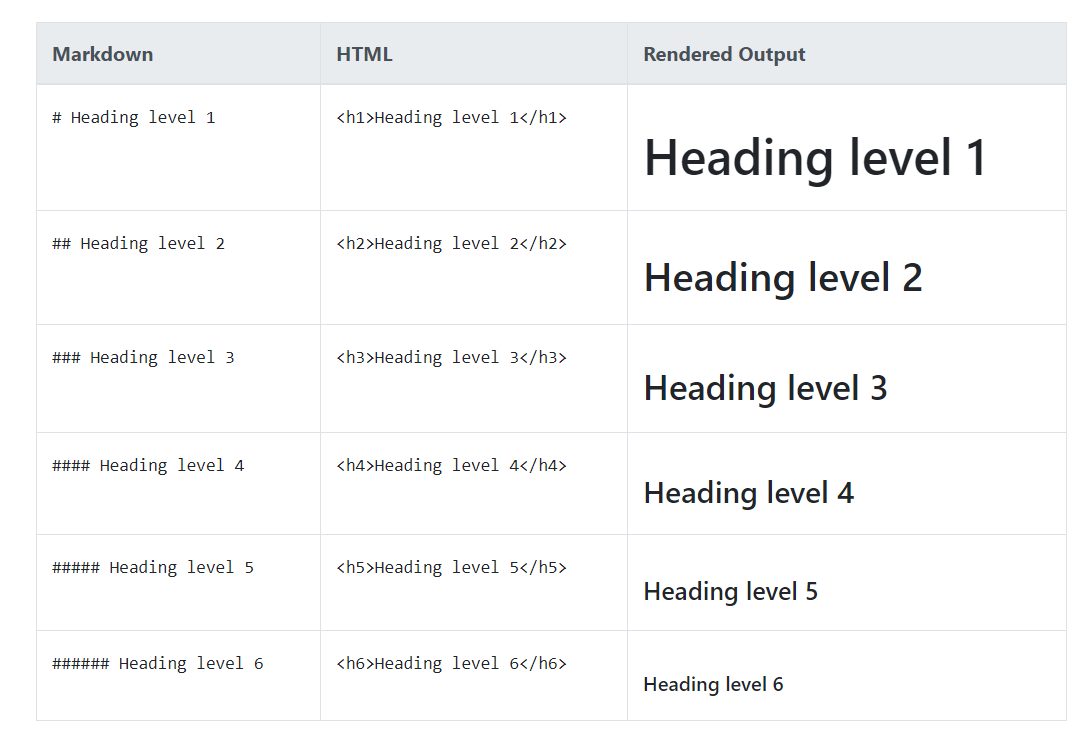 Markdown HTML Rendered Output
# Heading level 1 <h1>Heading level 1</h1> Heading level 1
## Heading level 2 <h2>Heading level 2</h2> Heading level 2
### Heading level 3 <h3>Heading level 3</h3> Heading level 3
#### Heading level 4 <h4>Heading level 4</h4> Heading level 4
##### Heading level 5 <h5>Heading level 5</h5> Heading level 5
###### Heading level 6 <h6>Heading level 6</h6> Heading level 6